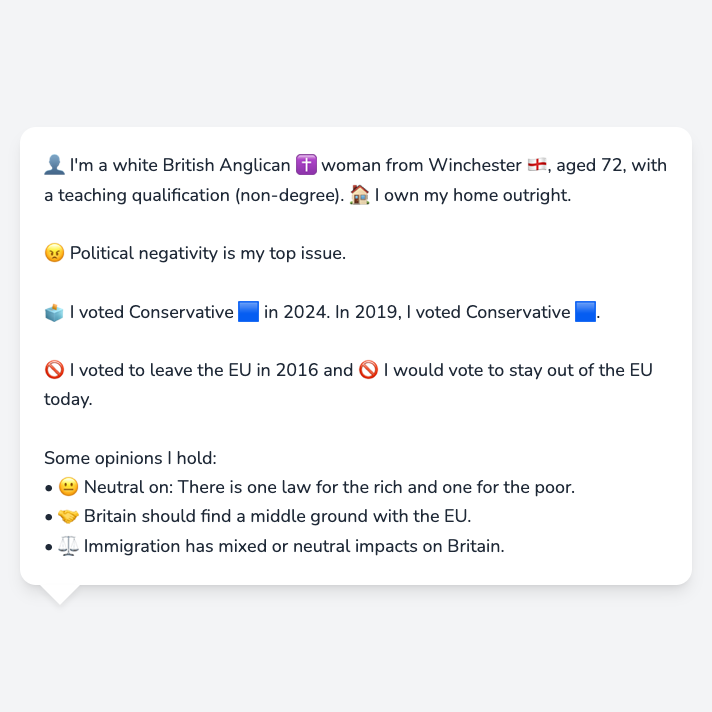 👤 I'm a white British Anglican ✝️ woman from Winchester 🏴󠁧󠁢󠁥󠁮󠁧󠁿, aged 72, with
a teaching qualification (non-degree). 🏠 I own my home outright.
😠 Political negativity is my top issue.
🗳️ I voted Conservative 🟦 in 2024. In 2019, I voted Conservative 🟦.
🚫 I voted to leave the EU in 2016 and 🚫 I would vote to stay out of the EU
today.
Some opinions I hold:
• 😐 Neutral on: There is one law for the rich and one for the poor.
• 🤝 Britain should find a middle ground with the EU.
• ⚖️ Immigration has mixed or neutral impacts on Britain.